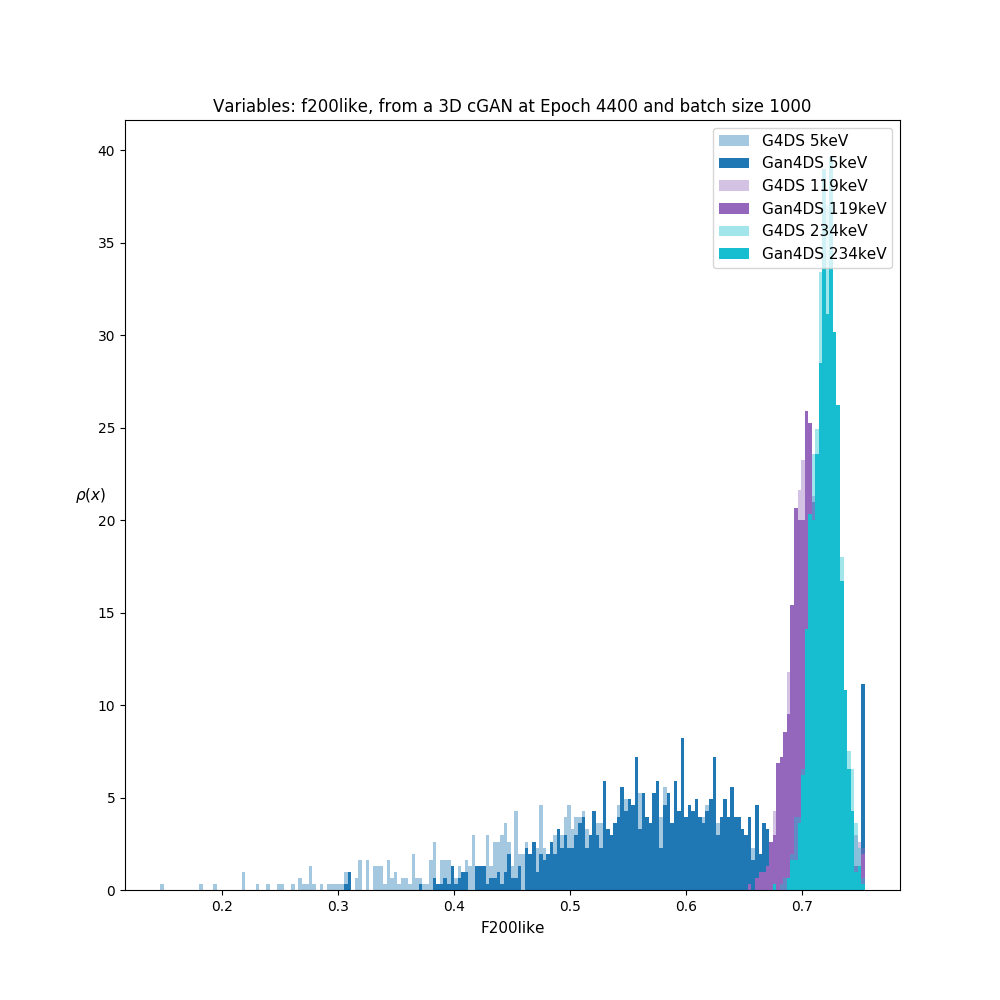 Variables: f200like, from a 3D cGAN at Epoch 4400 and batch size 1000
G4DS 5keV
Gan4DS 5keV
G4DS 119keV
Gan4DS 119keV
G4DS 234keV
Gan4DS 234keV
40
35
30
25
ρ(x)
20
15
10
5
0
0.2 0.3 0.4 0.5 0.6 0.7
F200like